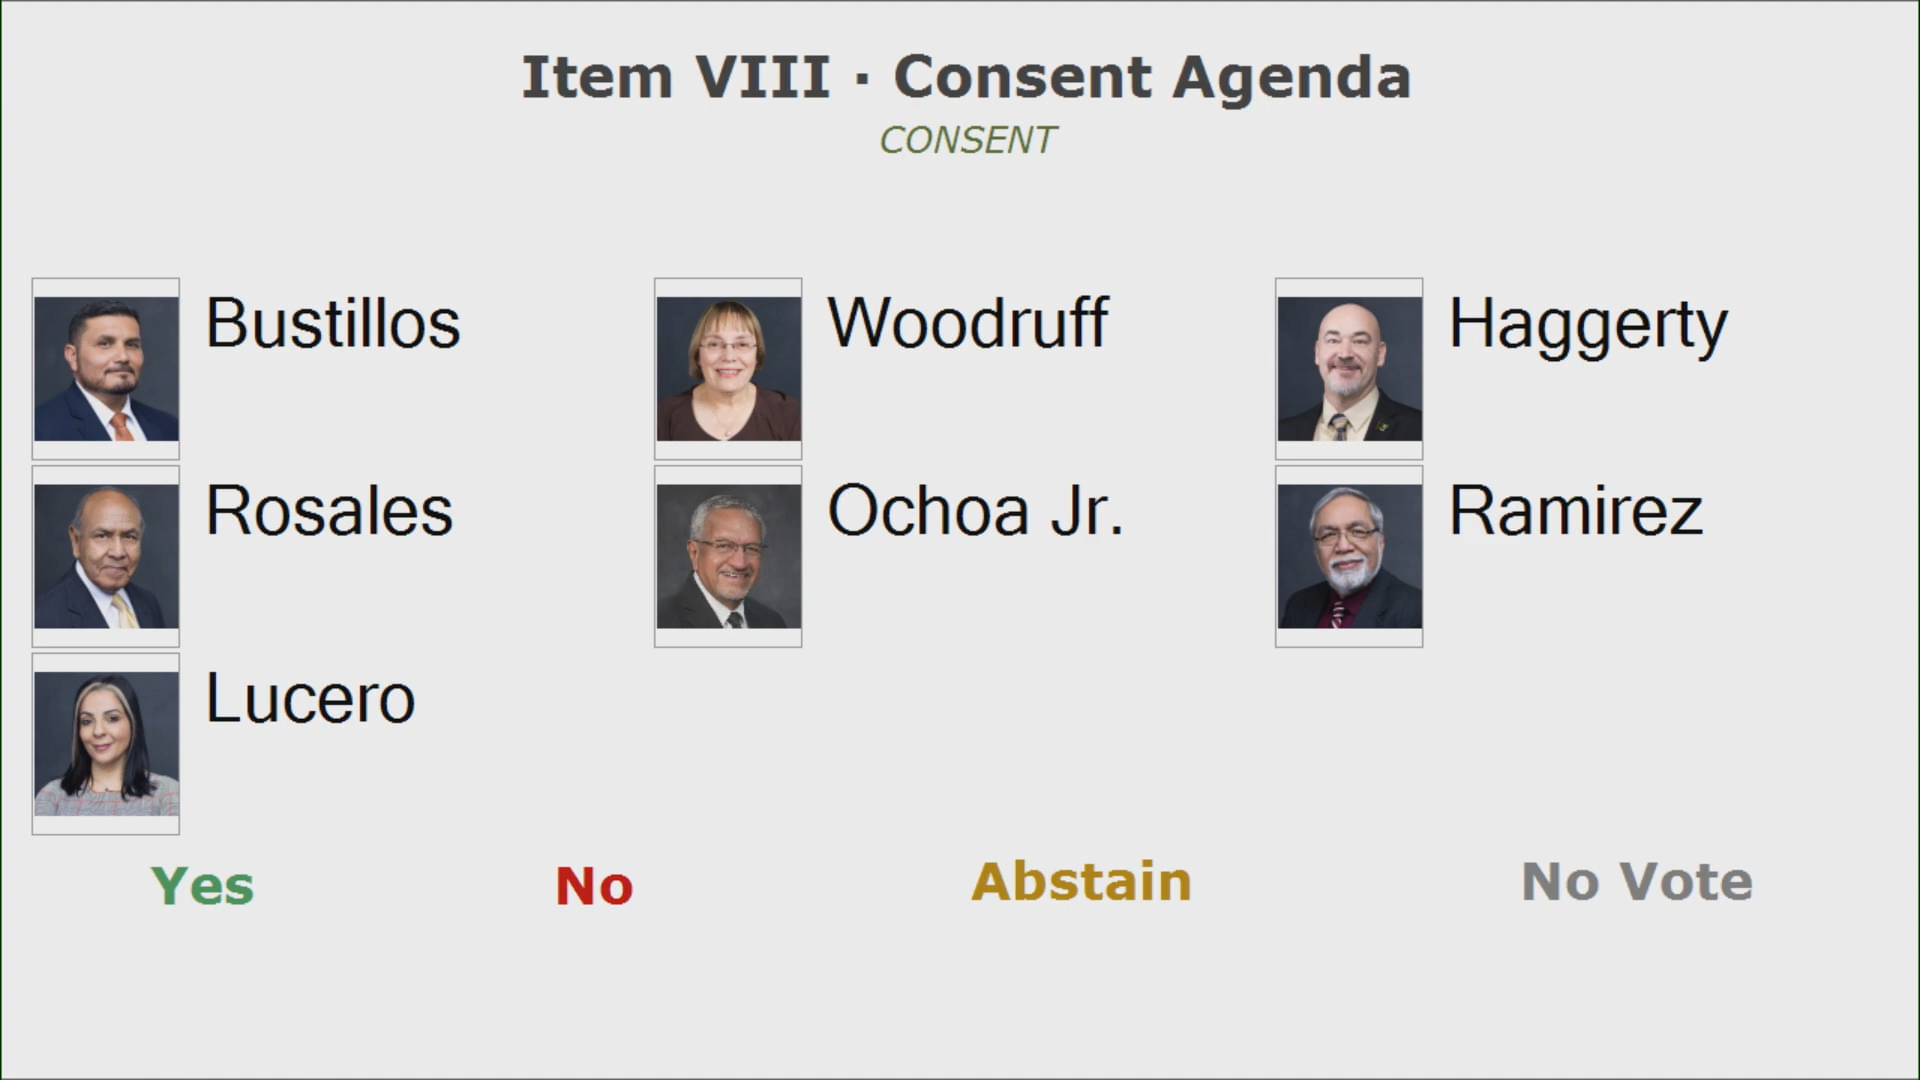 Item VIII · Consent Agenda
CONSENT
Bustillos
Woodruff
Haggerty
Rosales
Ochoa Jr.
Ramirez
Lucero
Yes
No
Abstain
No Vote